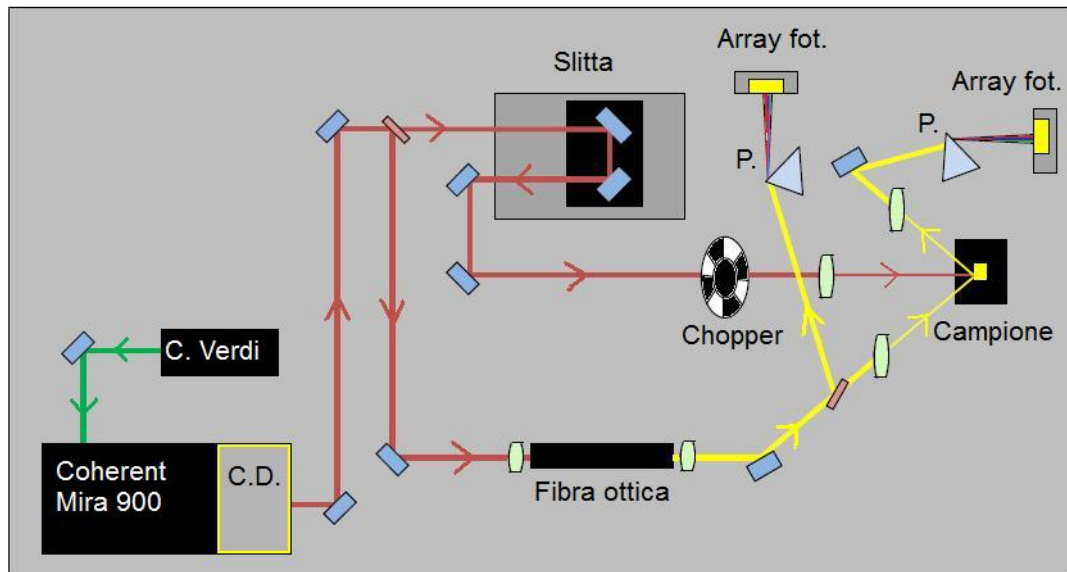 Array fot.
Slitta
Array fot.
P.
P.
Chopper
Campione
C. Verdi
Coherent
Mira 900
C.D.
Fibra ottica